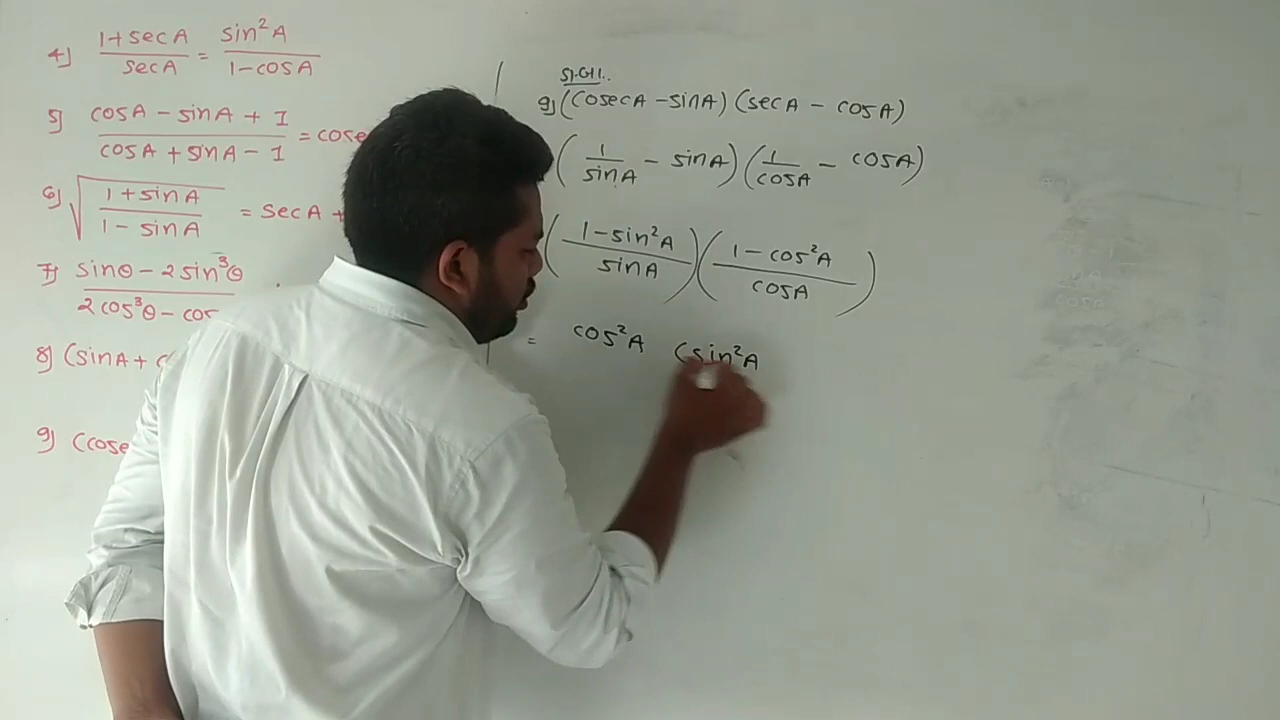 4) (1+secA)/secA = sin²A/(1-cosA)
5) (cosA - sinA + 1)/(cosA + sinA - 1) = cose
6) √((1+sinA)/(1-sinA)) = secA +
7) (sinθ - 2sin³θ)/(2cos³θ - cos
8) (sinA + c
9) (cose
9) (cosecA - sinA) (secA - cosA)
(1/sinA - sinA) (1/cosA - cosA)
((1-sin²A)/sinA) ((1-cos²A)/cosA)
= cos²A (sin²A